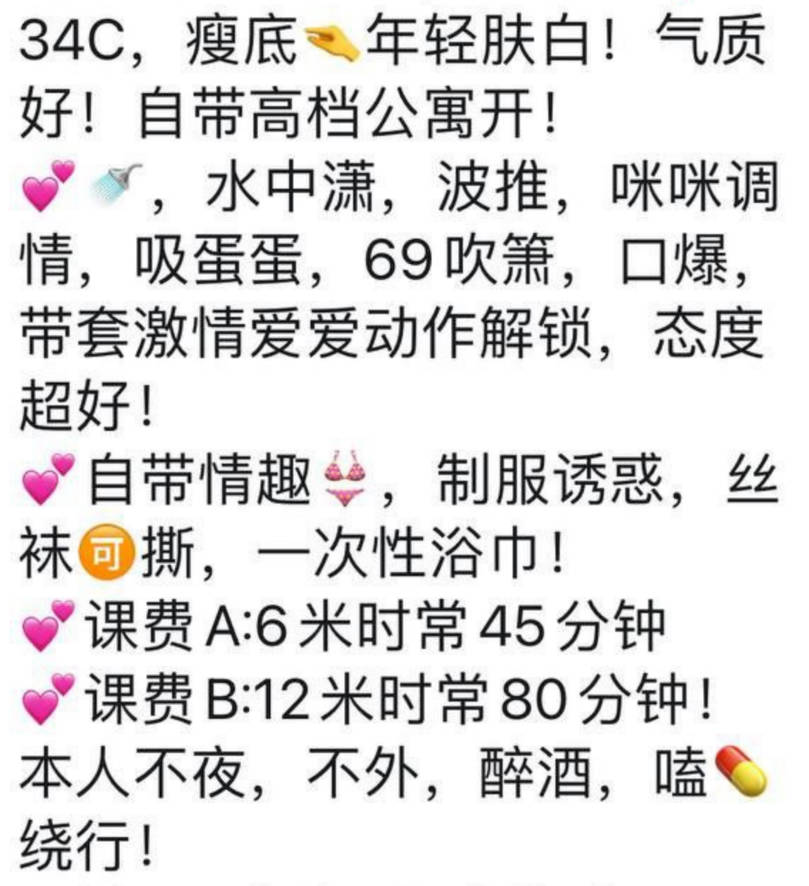 34C，瘦底🫴年轻肤白！气质
好！自带高档公寓开！
💕🚿，水中潇，波推，咪咪调
情，吸蛋蛋，69吹箫，口爆，
带套激情爱爱动作解锁，态度
超好！
💕自带情趣👙，制服诱惑，丝
袜🉑撕，一次性浴巾！
💕课费A:6米时常45分钟
💕课费B:12米时常80分钟！
本人不夜，不外，醉酒，嗑💊
绕行！